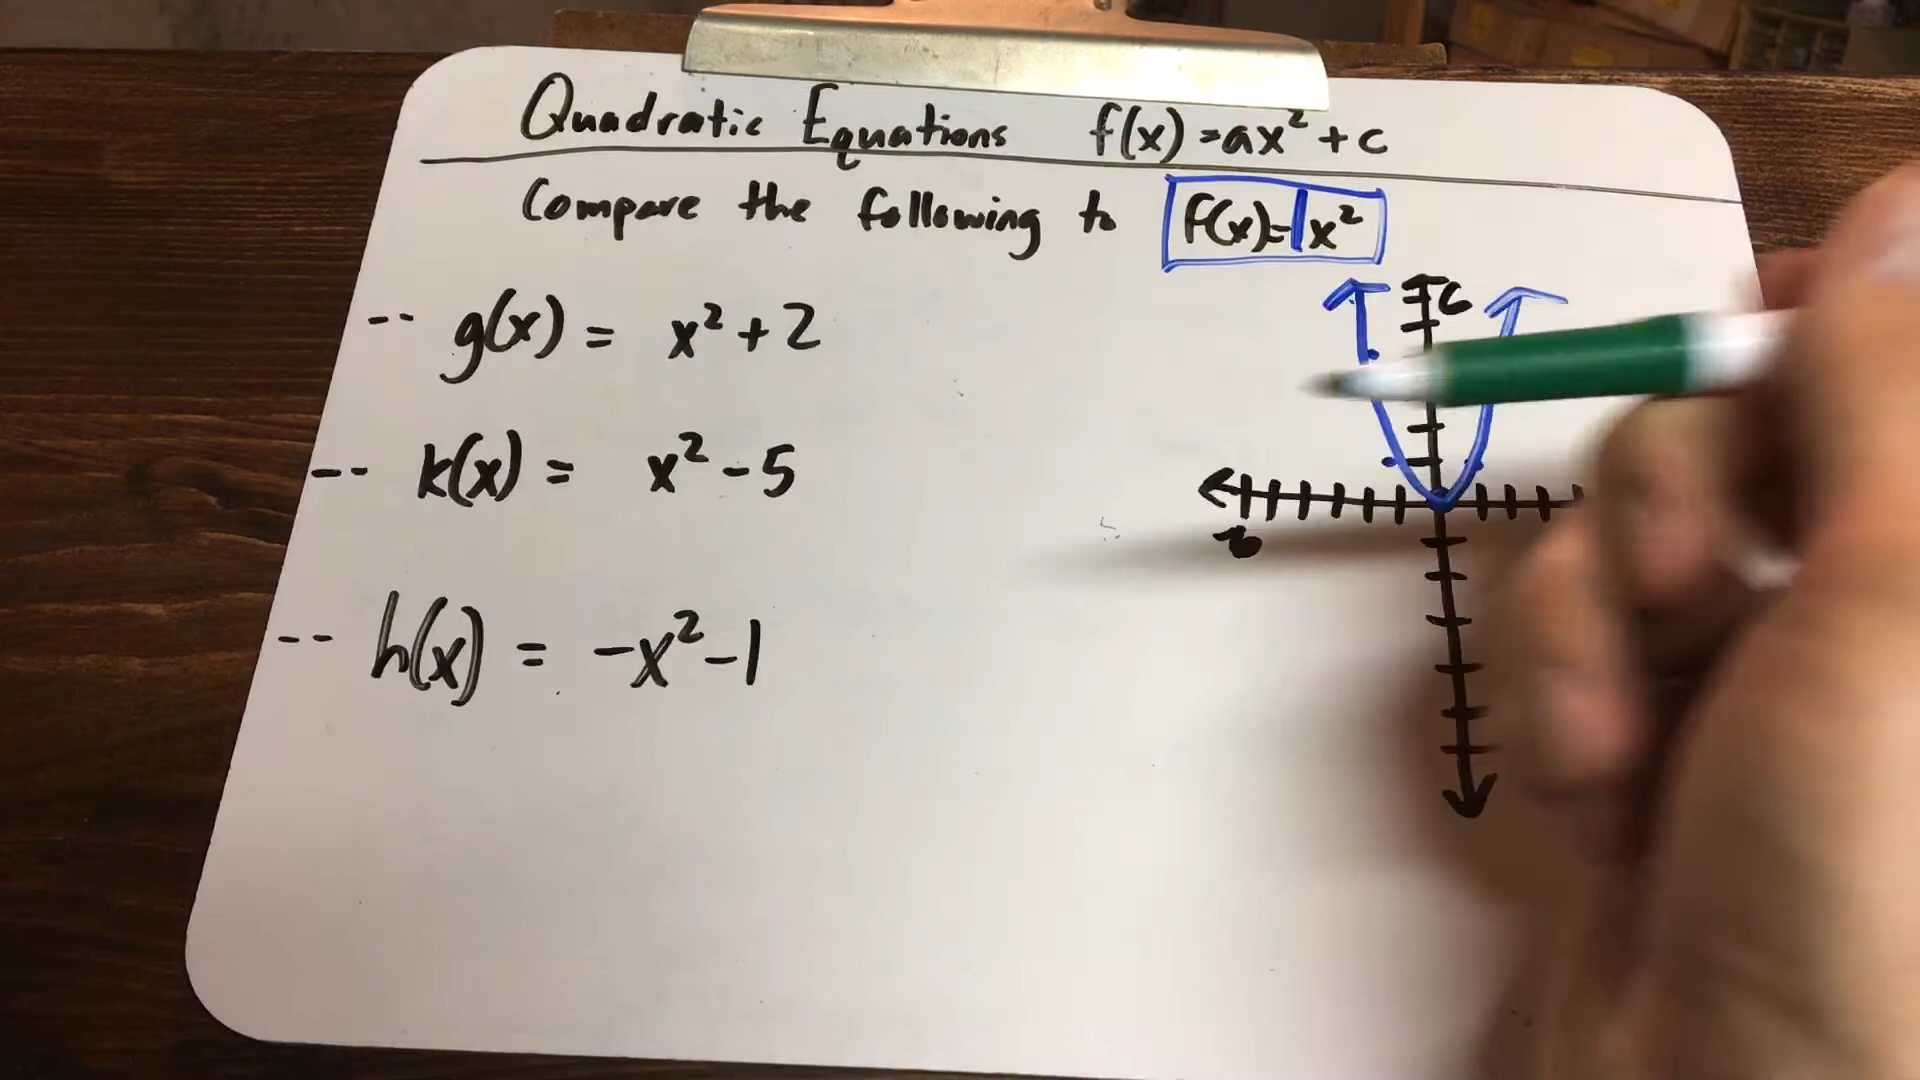 Quadratic Equations f(x)=ax²+c
Compare the following to f(x)=1x²
-- g(x) = x²+2
-- k(x) = x²-5
-- h(x) = -x²-1